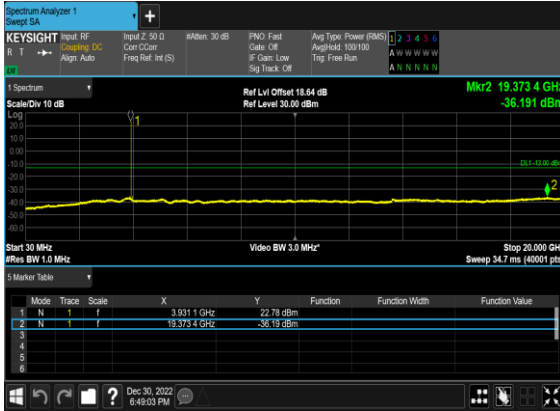 Spectrum Analyzer 1
Swept SA
+
KEYSIGHT Input: RF Input Z: 50 Ω #Atten: 30 dB PNO: Fast Avg Type: Power (RMS) 1 2 3 4 5 6
R T Coupling: DC Corr CCorr Gate: Off Avg|Hold: 100/100 A W W W W W
Align: Auto Freq Ref: Int (S) IF Gain: Low Trig: Free Run
Sig Track: Off A N N N N N
1 Spectrum Ref Lvl Offset 18.64 dB Mkr2 19.373 4 GHz
Scale/Div 10 dB Ref Level 30.00 dBm -36.191 dBm
Log
20.0
10.0
0.00
-10.0
-20.0
-30.0
-40.0
-50.0
-60.0
1
DL1 -13.00 dBm
2
Start 30 MHz Video BW 3.0 MHz* Stop 20.000 GHz
#Res BW 1.0 MHz Sweep 34.7 ms (40001 pts)
5 Marker Table
Mode Trace Scale X Y Function Function Width Function Value
1 N 1 f 3.931 1 GHz 22.78 dBm
2 N 1 f 19.373 4 GHz -36.19 dBm
3
4
5
6
? Dec 30, 2022
6:49:03 PM